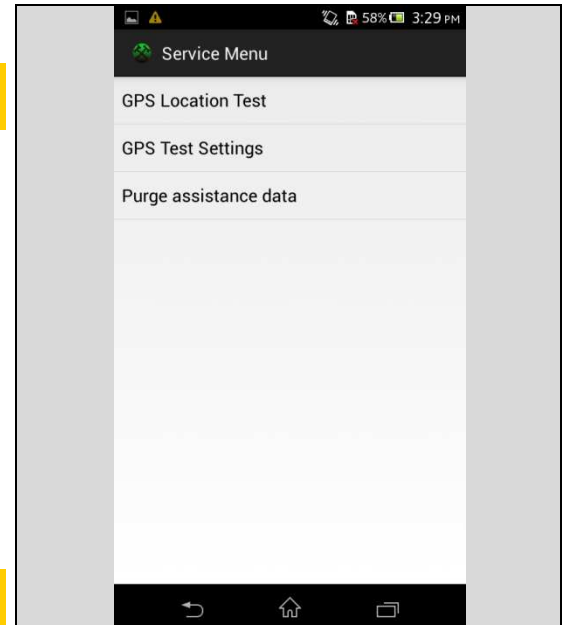 58% 3:29 PM
Service Menu
GPS Location Test
GPS Test Settings
Purge assistance data